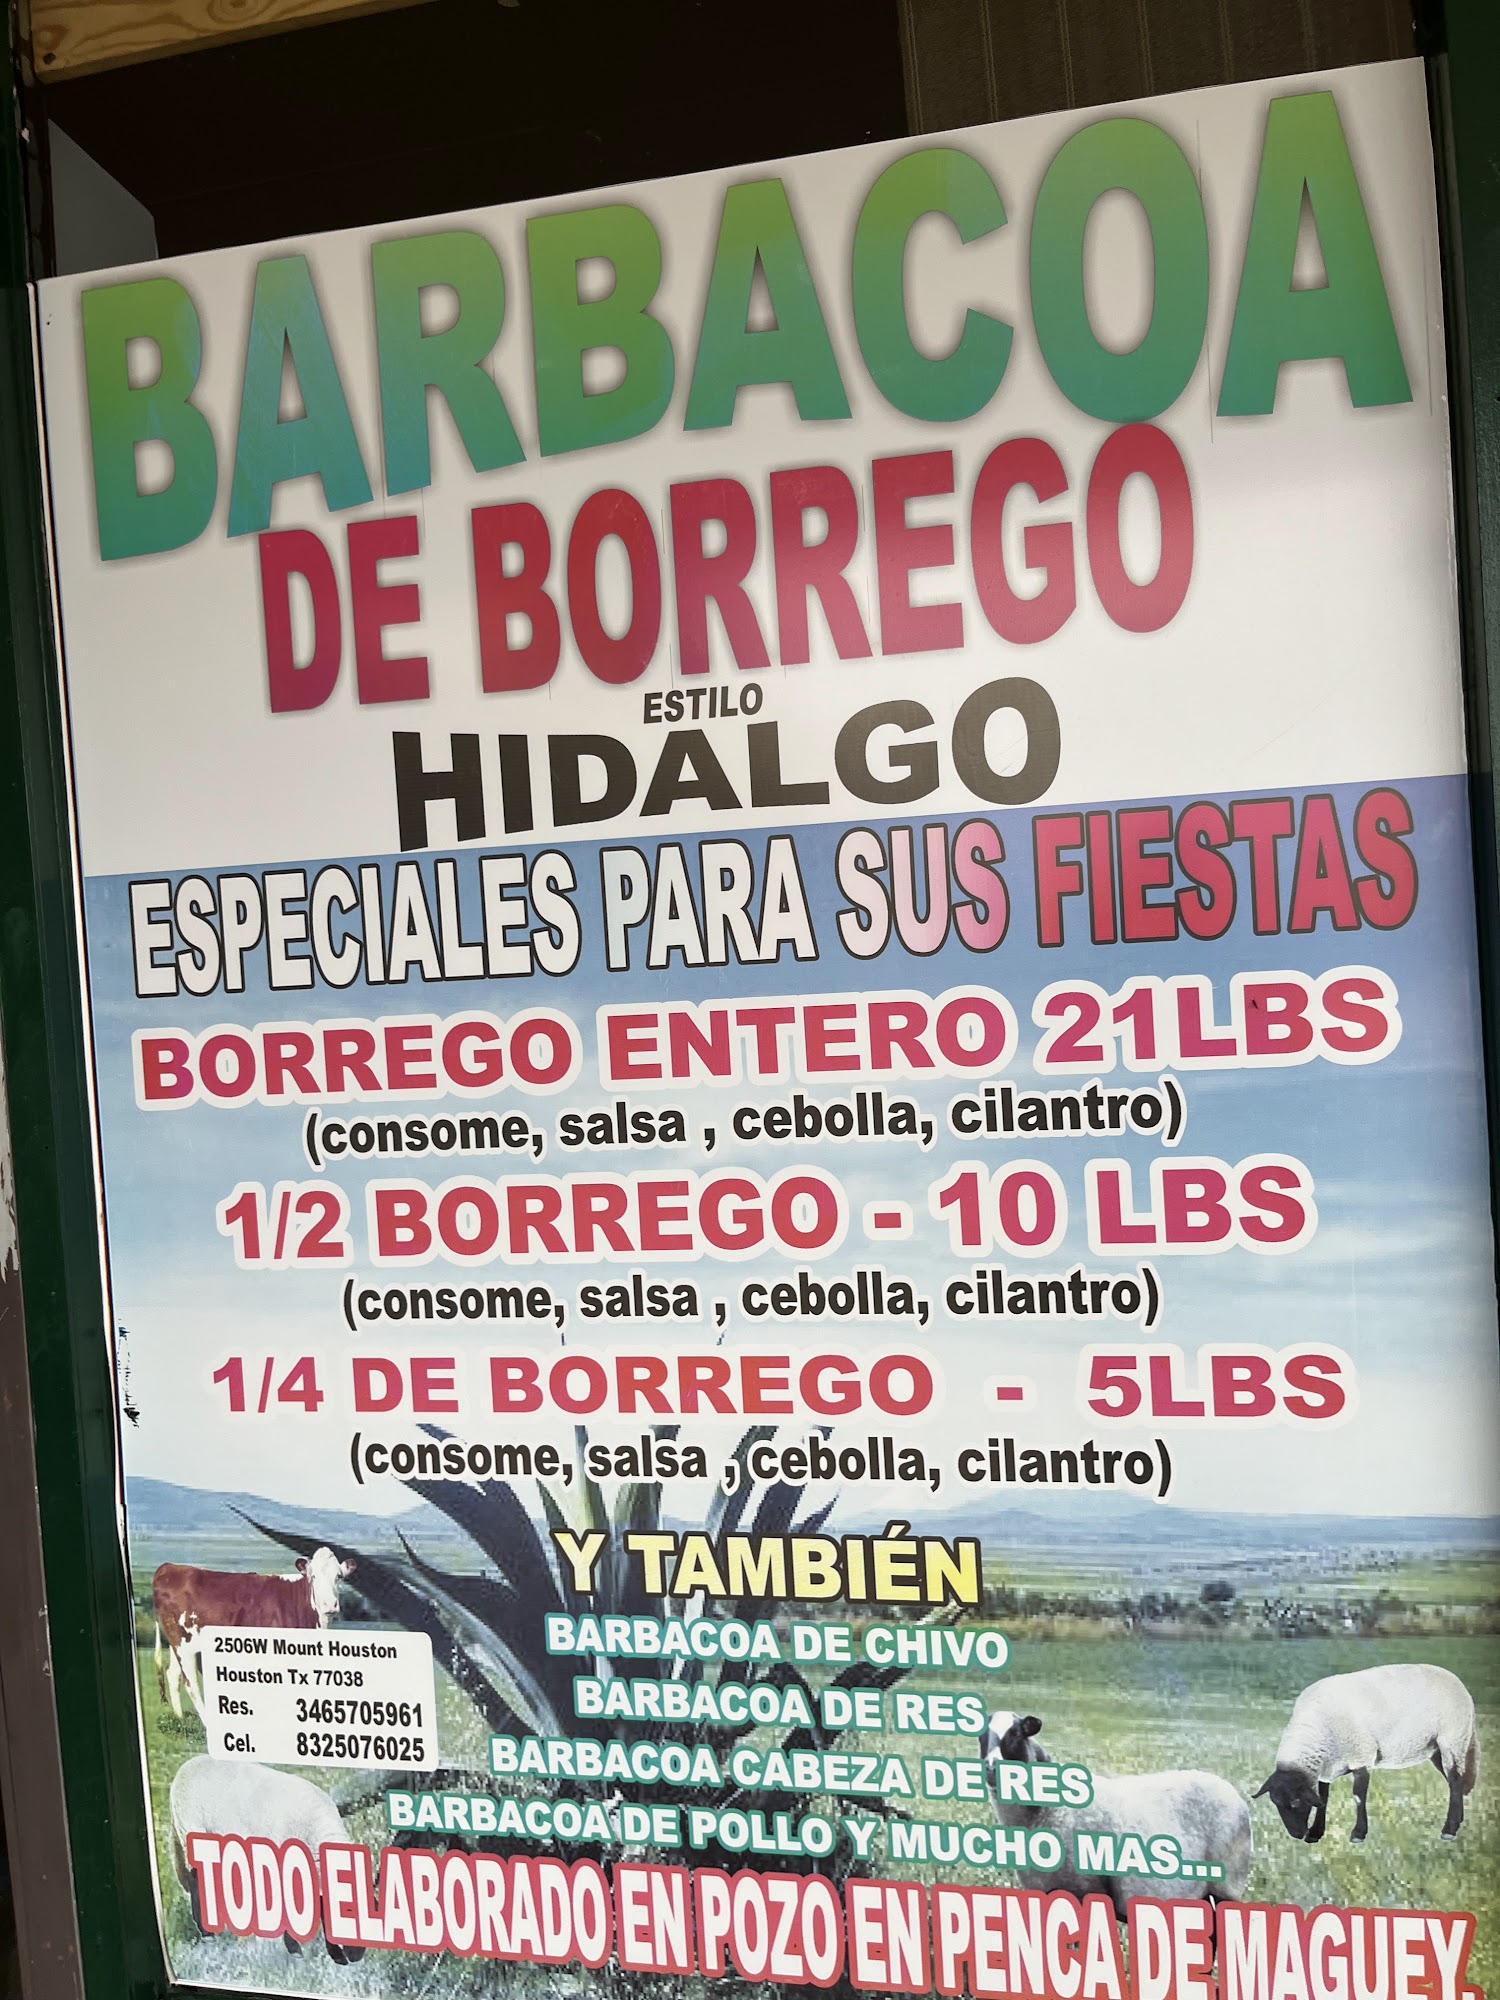 BARBACOA
DE BORREGO
ESTILO
HIDALGO
ESPECIALES PARA SUS FIESTAS
BORREGO ENTERO 21LBS
(consome, salsa , cebolla, cilantro)
1/2 BORREGO - 10 LBS
(consome, salsa , cebolla, cilantro)
1/4 DE BORREGO - 5LBS
(consome, salsa , cebolla, cilantro)
Y TAMBIÉN
BARBACOA DE CHIVO
BARBACOA DE RES
BARBACOA CABEZA DE RES
BARBACOA DE POLLO Y MUCHO MAS...
2506W Mount Houston
Houston Tx 77038
Res. 3465705961
Cel. 8325076025
TODO ELABORADO EN POZO EN PENCA DE MAGUEY.